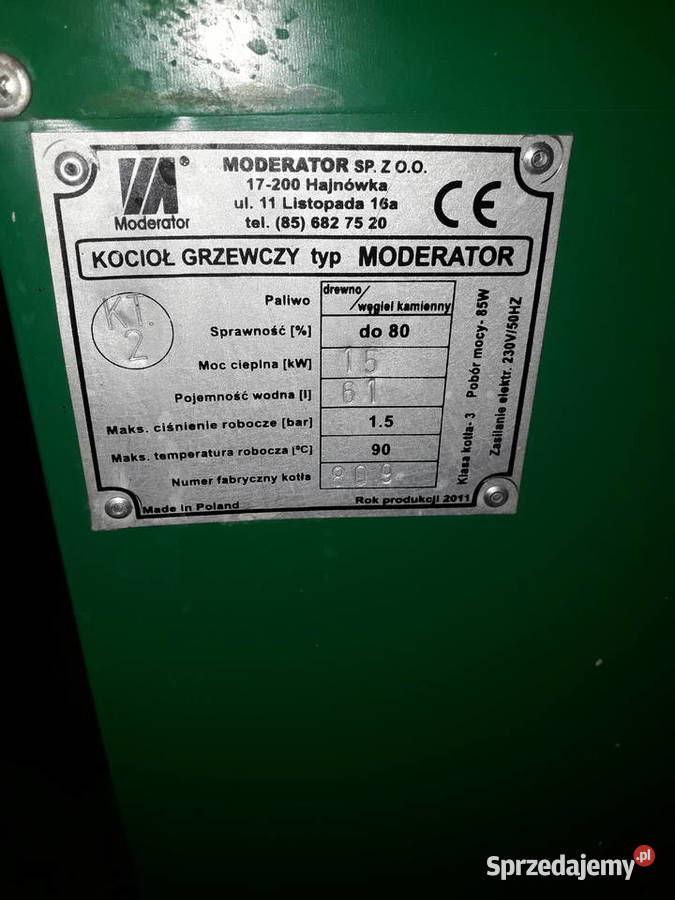 MODERATOR SP. Z O.O.
17-200 Hajnówka
ul. 11 Listopada 16a
tel. (85) 682 75 20
® Moderator
CE
KOCIOŁ GRZEWCZY typ MODERATOR
KT. 2
Paliwo drewno/węgiel kamienny
Sprawność [%] do 80
Moc cieplna [kW] 15
Pojemność wodna [l] 61
Maks. ciśnienie robocze [bar] 1.5
Maks. temperatura robocza [°C] 90
Numer fabryczny kotła 809
Klasa kotła- 3 Pobór mocy- 85W
Zasilanie elektr. 230V/50HZ
Made in Poland
Rok produkcji 2011
Sprzedajemy.pl